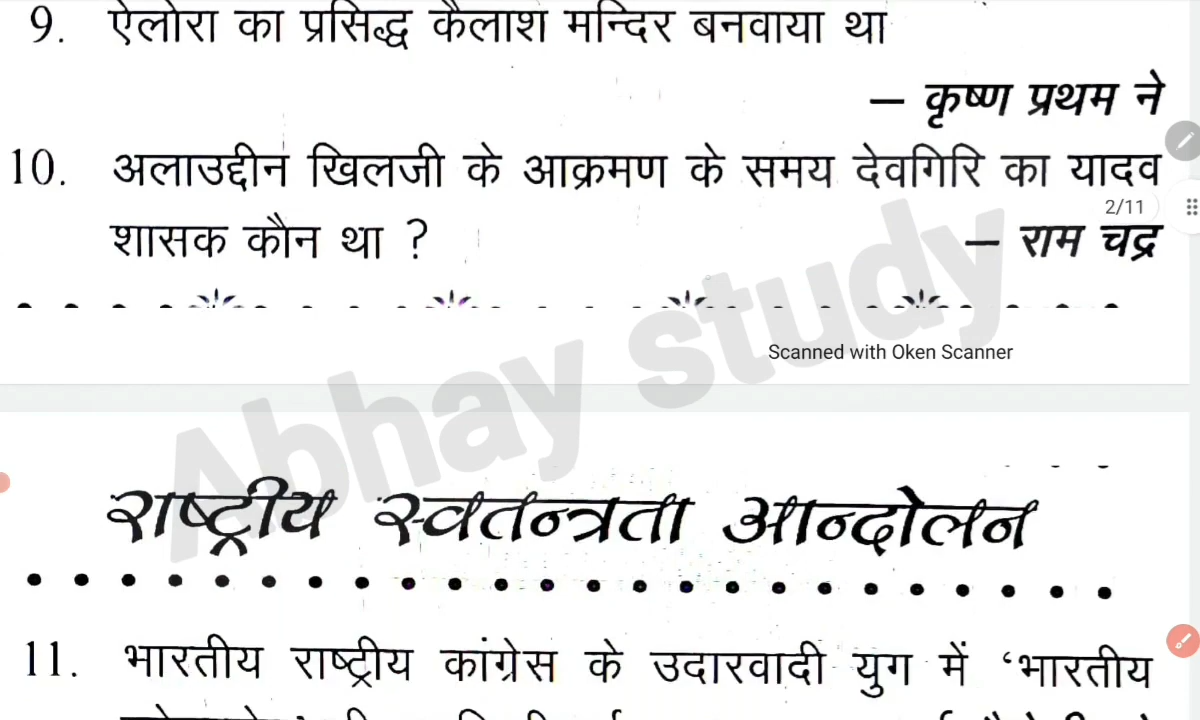 9. ऐलोरा का प्रसिद्ध कैलाश मन्दिर बनवाया था
– कृष्ण प्रथम ने
10. अलाउद्दीन खिलजी के आक्रमण के समय देवगिरि का यादव
2/11
शासक कौन था ? – राम चद्र
Scanned with Oken Scanner
Abhay study
राष्ट्रीय स्वतन्त्रता आन्दोलन
11. भारतीय राष्ट्रीय कांग्रेस के उदारवादी युग में ‘भारतीय